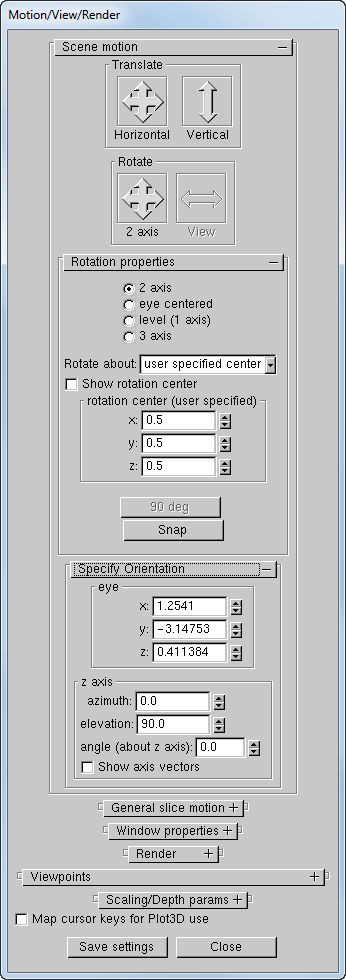 Motion/View/Render
Scene motion
Translate
Horizontal Vertical
Rotate
2 axis View
Rotation properties
2 axis
eye centered
level (1 axis)
3 axis
Rotate about: user specified center
Show rotation center
rotation center (user specified)
x: 0.5
y: 0.5
z: 0.5
90 deg
Snap
Specify Orientation
eye
x: 1.2541
y: -3.14753
z: 0.411384
z axis
azimuth: 0.0
elevation: 90.0
angle (about z axis): 0.0
Show axis vectors
General slice motion
Window properties
Render
Viewpoints
Scaling/Depth params
Map cursor keys for Plot3D use
Save settings Close